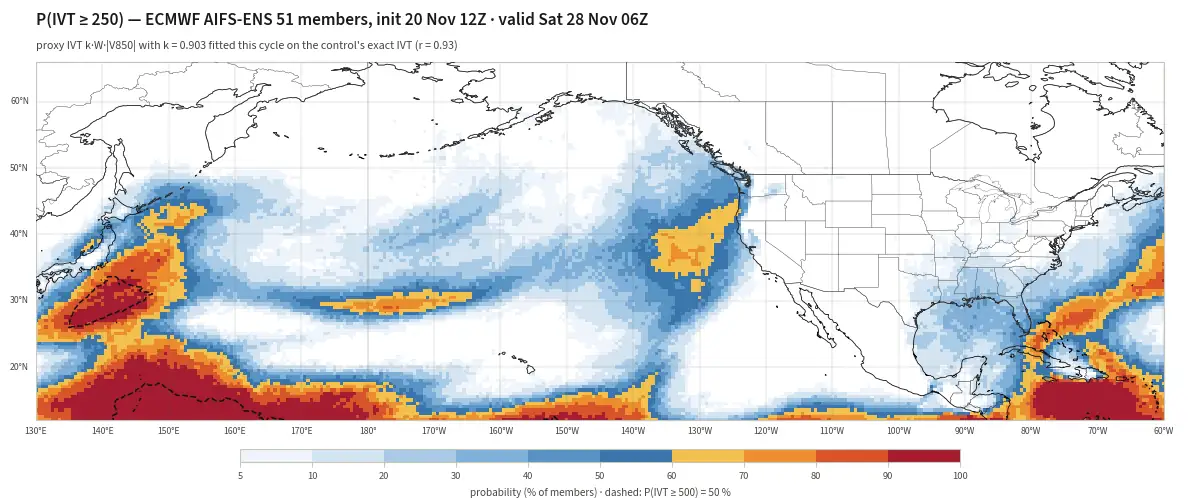 P(IVT ≥ 250) — ECMWF AIFS-ENS 51 members, init 20 Nov 12Z · valid Sat 28 Nov 06Z
proxy IVT k·W·|V850| with k = 0.903 fitted this cycle on the control's exact IVT (r = 0.93)
60°N
50°N
40°N
30°N
20°N
130°E 140°E 150°E 160°E 170°E 180° 170°W 160°W 150°W 140°W 130°W 120°W 110°W 100°W 90°W 80°W 70°W 60°W
5 10 20 30 40 50 60 70 80 90 100
probability (% of members) · dashed: P(IVT ≥ 500) = 50 %